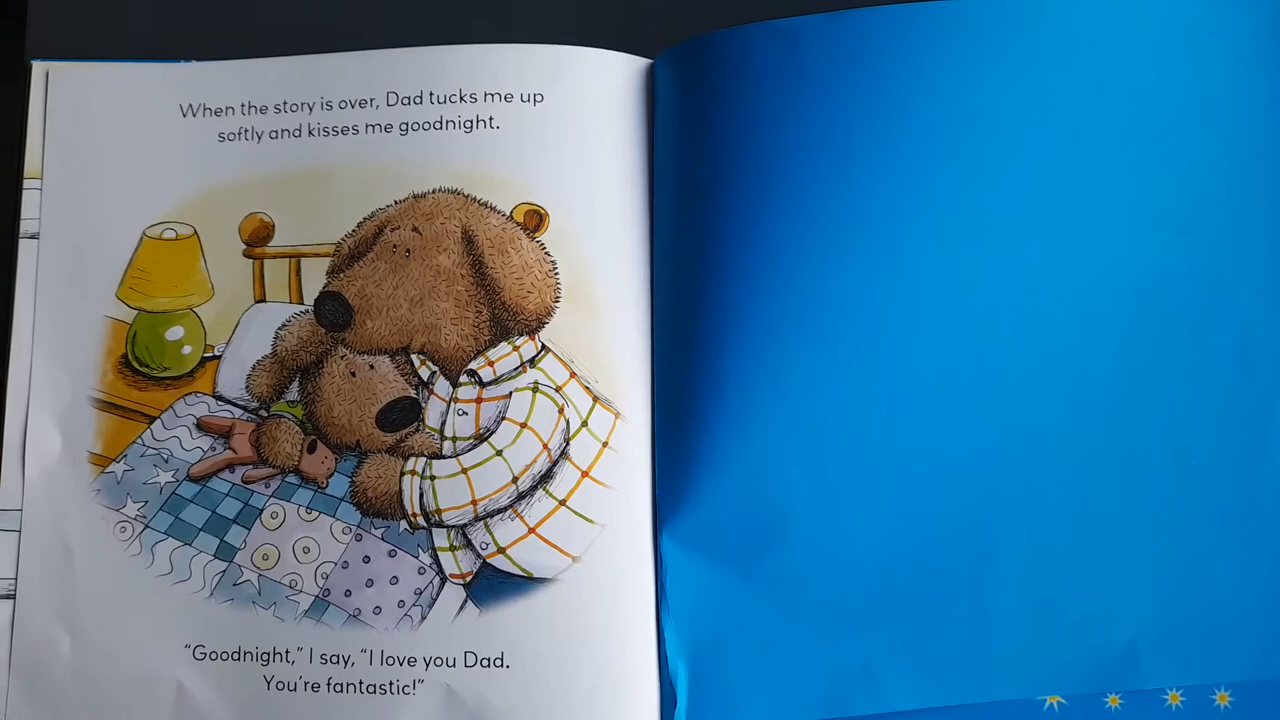 When the story is over, Dad tucks me up
softly and kisses me goodnight.
“Goodnight,” I say, “I love you Dad.
You’re fantastic!”